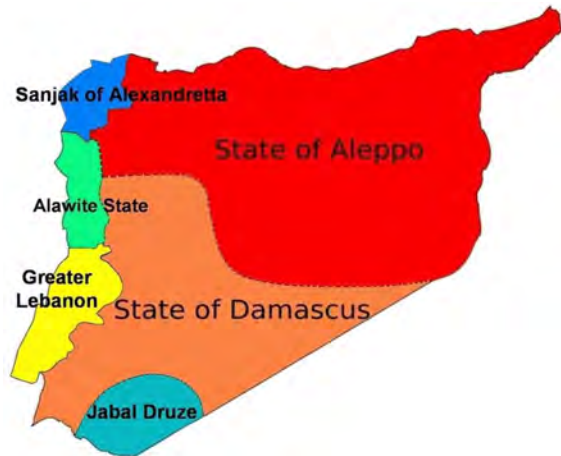 Sanjak of Alexandretta
State of Aleppo
Alawite State
Greater
Lebanon
State of Damascus
Jabal Druze